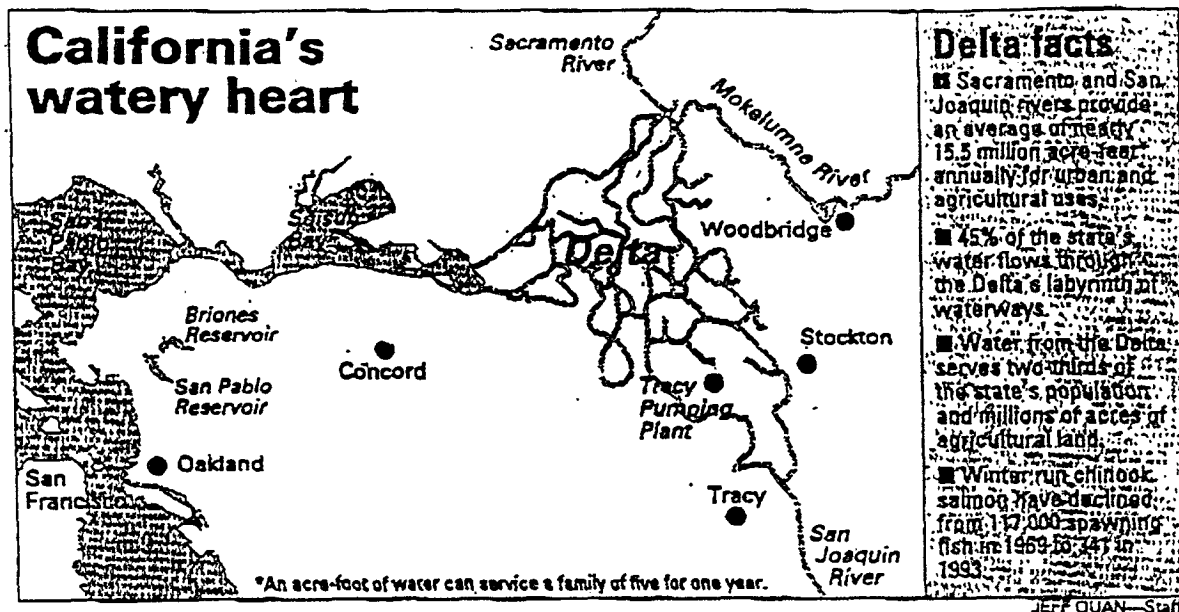 California's
watery heart
Sacramento
River
Mokelumne River
San
Pablo
Bay
Suisun
Bay
Delta
Woodbridge
Briones
Reservoir
San Pablo
Reservoir
Concord
Stockton
Tracy
Pumping
Plant
Oakland
San
Francisco
Tracy
San
Joaquin
River
*An acre-foot of water can service a family of five for one year.
Delta facts
■ Sacramento and San
Joaquin rivers provide
an average of nearly
15.5 million acre-feet*
annually for urban and
agricultural uses.
■ 45% of the state's
water flows through
the Delta's labyrinth of
waterways.
■ Water from the Delta
serves two-thirds of
the state's population
and millions of acres of
agricultural land.
■ Winter run chinook
salmon have declined
from 117,000 spawning
fish in 1969 to 341 in
1993.
JEFF QUAN—Staff